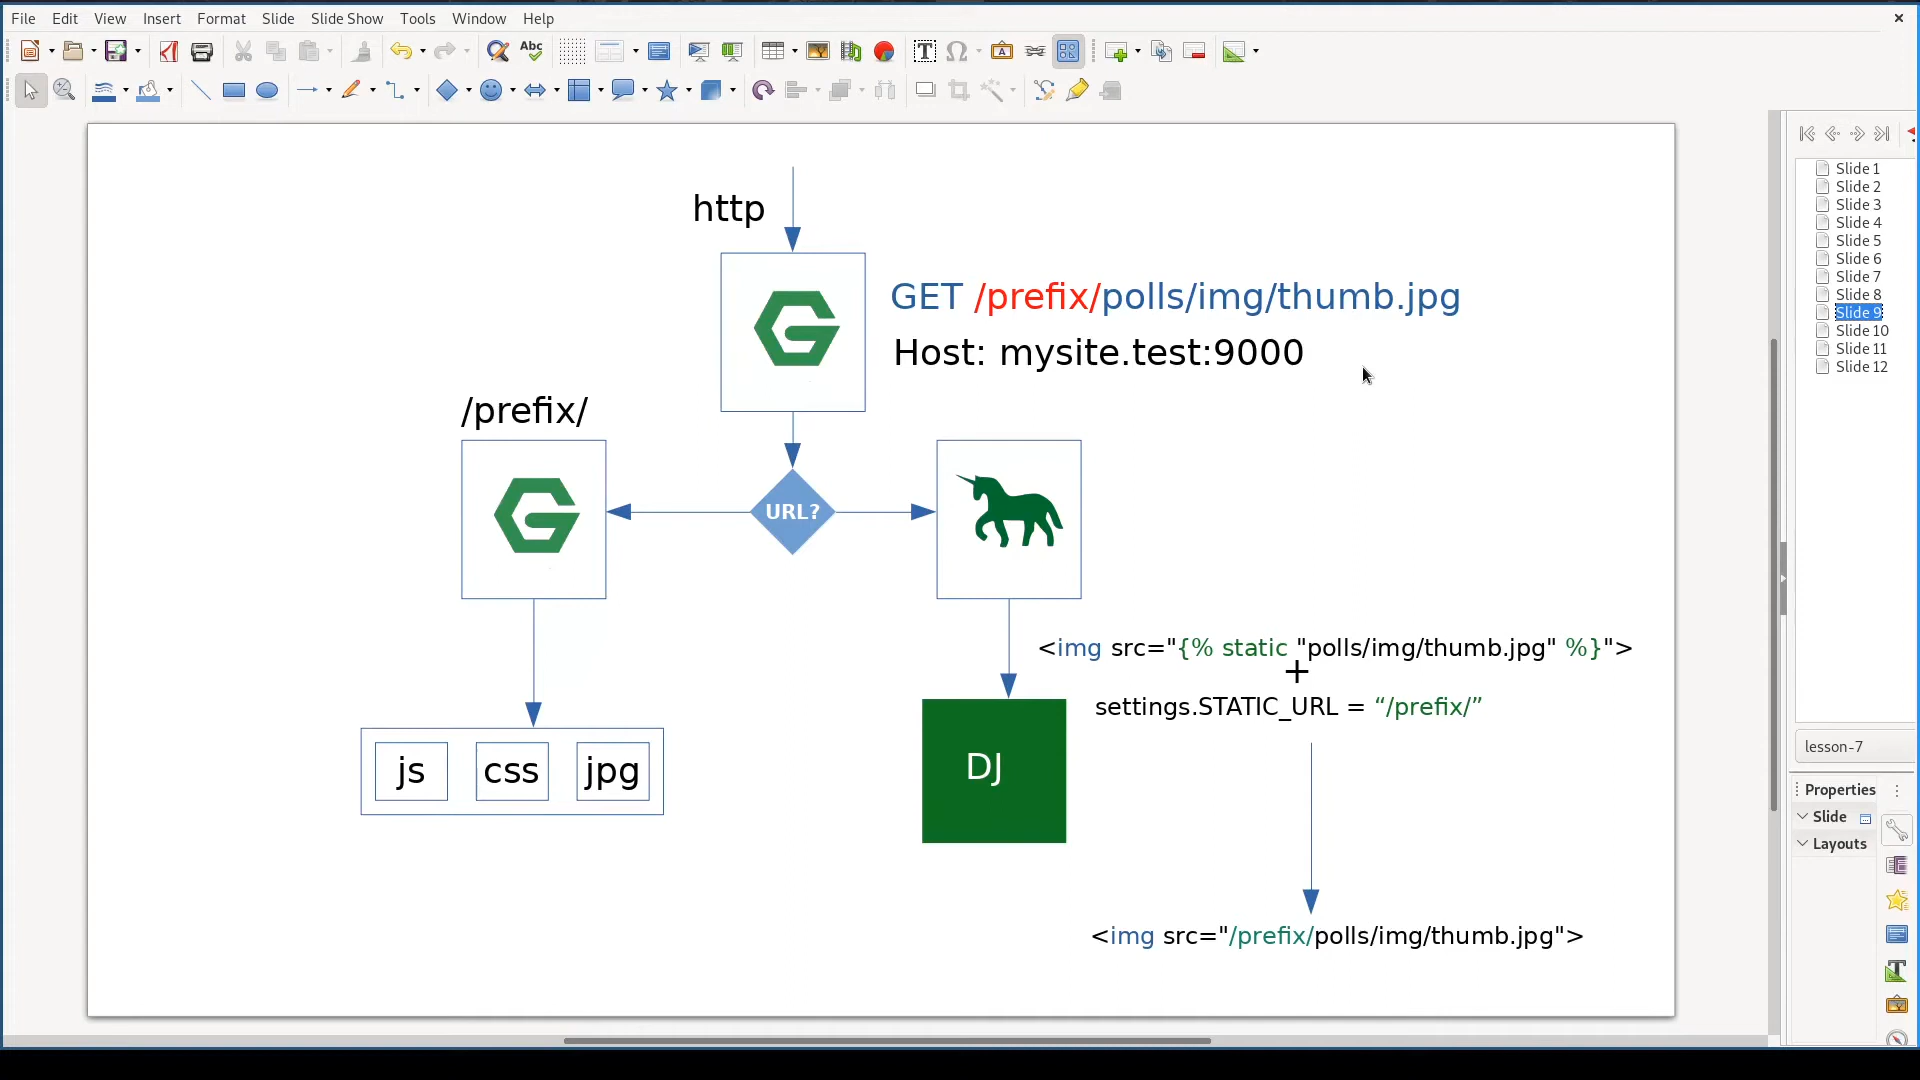 File Edit View Insert Format Slide Slide Show Tools Window Help
Abc
http
GET /prefix/polls/img/thumb.jpg
Host: mysite.test:9000
/prefix/
URL?
<img src="{% static "polls/img/thumb.jpg" %}">
+
settings.STATIC_URL = “/prefix/”
js css jpg
DJ
<img src="/prefix/polls/img/thumb.jpg">
Slide 1
Slide 2
Slide 3
Slide 4
Slide 5
Slide 6
Slide 7
Slide 8
Slide 9
Slide 10
Slide 11
Slide 12
lesson-7
Properties
Slide
Layouts